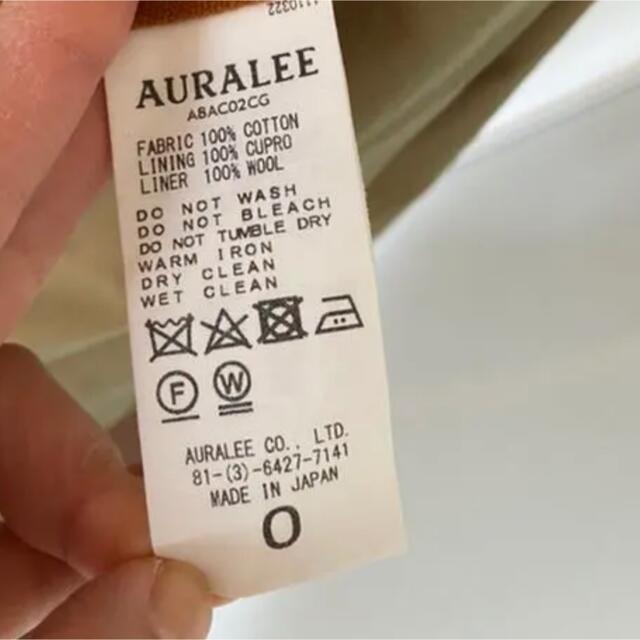 1110322
AURALEE
A8AC02CG
FABRIC 100% COTTON
LINING 100% CUPRO
LINER 100% WOOL
DO NOT WASH
DO NOT BLEACH
DO NOT TUMBLE DRY
WARM IRON
DRY CLEAN
WET CLEAN
F W
AURALEE CO., LTD.
81-(3)-6427-7141
MADE IN JAPAN
0